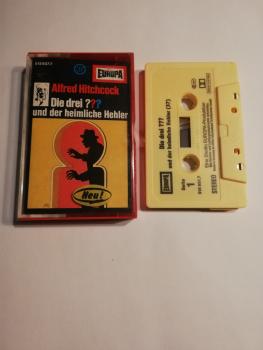 EUROPA
Alfred Hitchcock
Die drei ???
und der heimliche Hehler
Neu!
EUROPA
Die drei ???
und der heimliche Hehler (37)
Seite
1
STEREO